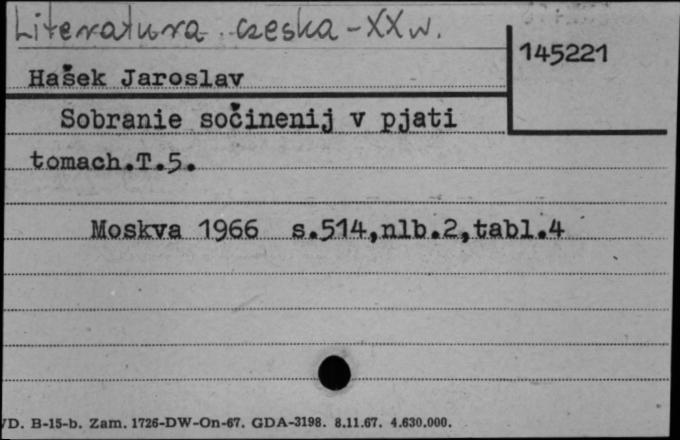 Literatura czeska - XX w.
145221
Hašek Jaroslav
Sobranie sočinenij v pjati
tomach.T.5.
Moskva 1966 s.514,nlb.2,tabl.4
VD. B-15-b. Zam. 1726-DW-On-67. GDA-3198. 8.11.67. 4.630.000.